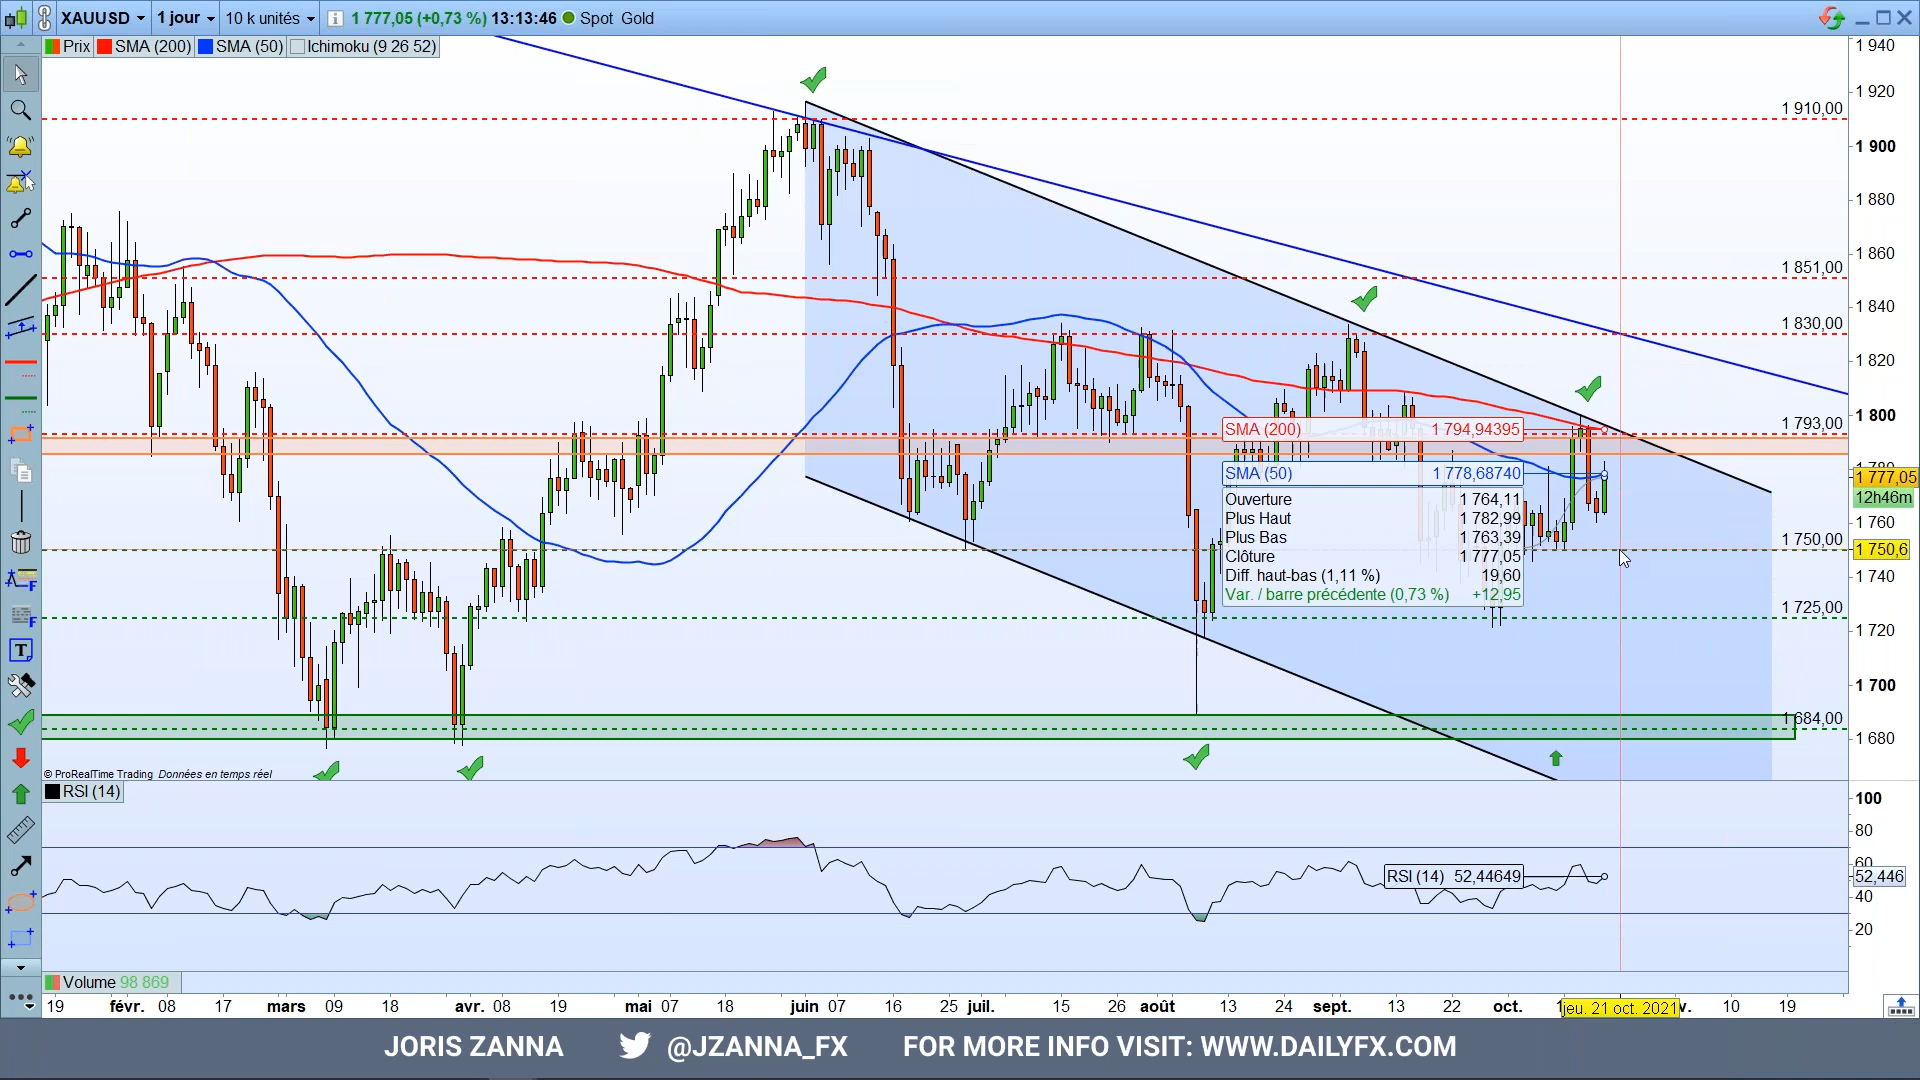 XAUUSD 1 jour 10 k unités 1 777,05 (+0,73 %) 13:13:46 Spot Gold
Prix SMA (200) SMA (50) Ichimoku (9 26 52)
1 940
1 920
1 910,00
1 900
1 880
1 860
1 851,00
1 840
1 830,00
1 820
1 800
1 793,00
SMA (200) 1 794,94395
SMA (50) 1 778,68740
1 777,05
12h46m
Ouverture 1 764,11
Plus Haut 1 782,99
Plus Bas 1 763,39
Clôture 1 777,05
Diff. haut-bas (1,11 %) 19,60
Var. / barre précédente (0,73 %) +12,95
1 760
1 750,00
1 750,6
1 740
1 725,00
1 720
1 700
1 684,00
1 680
© ProRealTime Trading Données en temps réel
RSI (14)
100
80
60
RSI (14) 52,44649
52,446
40
20
Volume 98 869
19 févr. 08 17 mars 09 18 avr. 08 19 mai 07 18 juin 07 16 juil. 15 26 août 13 24 sept. 13 22 oct. jeu. 21 oct. 2021 10 19
JORIS ZANNA @JZANNA_FX FOR MORE INFO VISIT: WWW.DAILYFX.COM